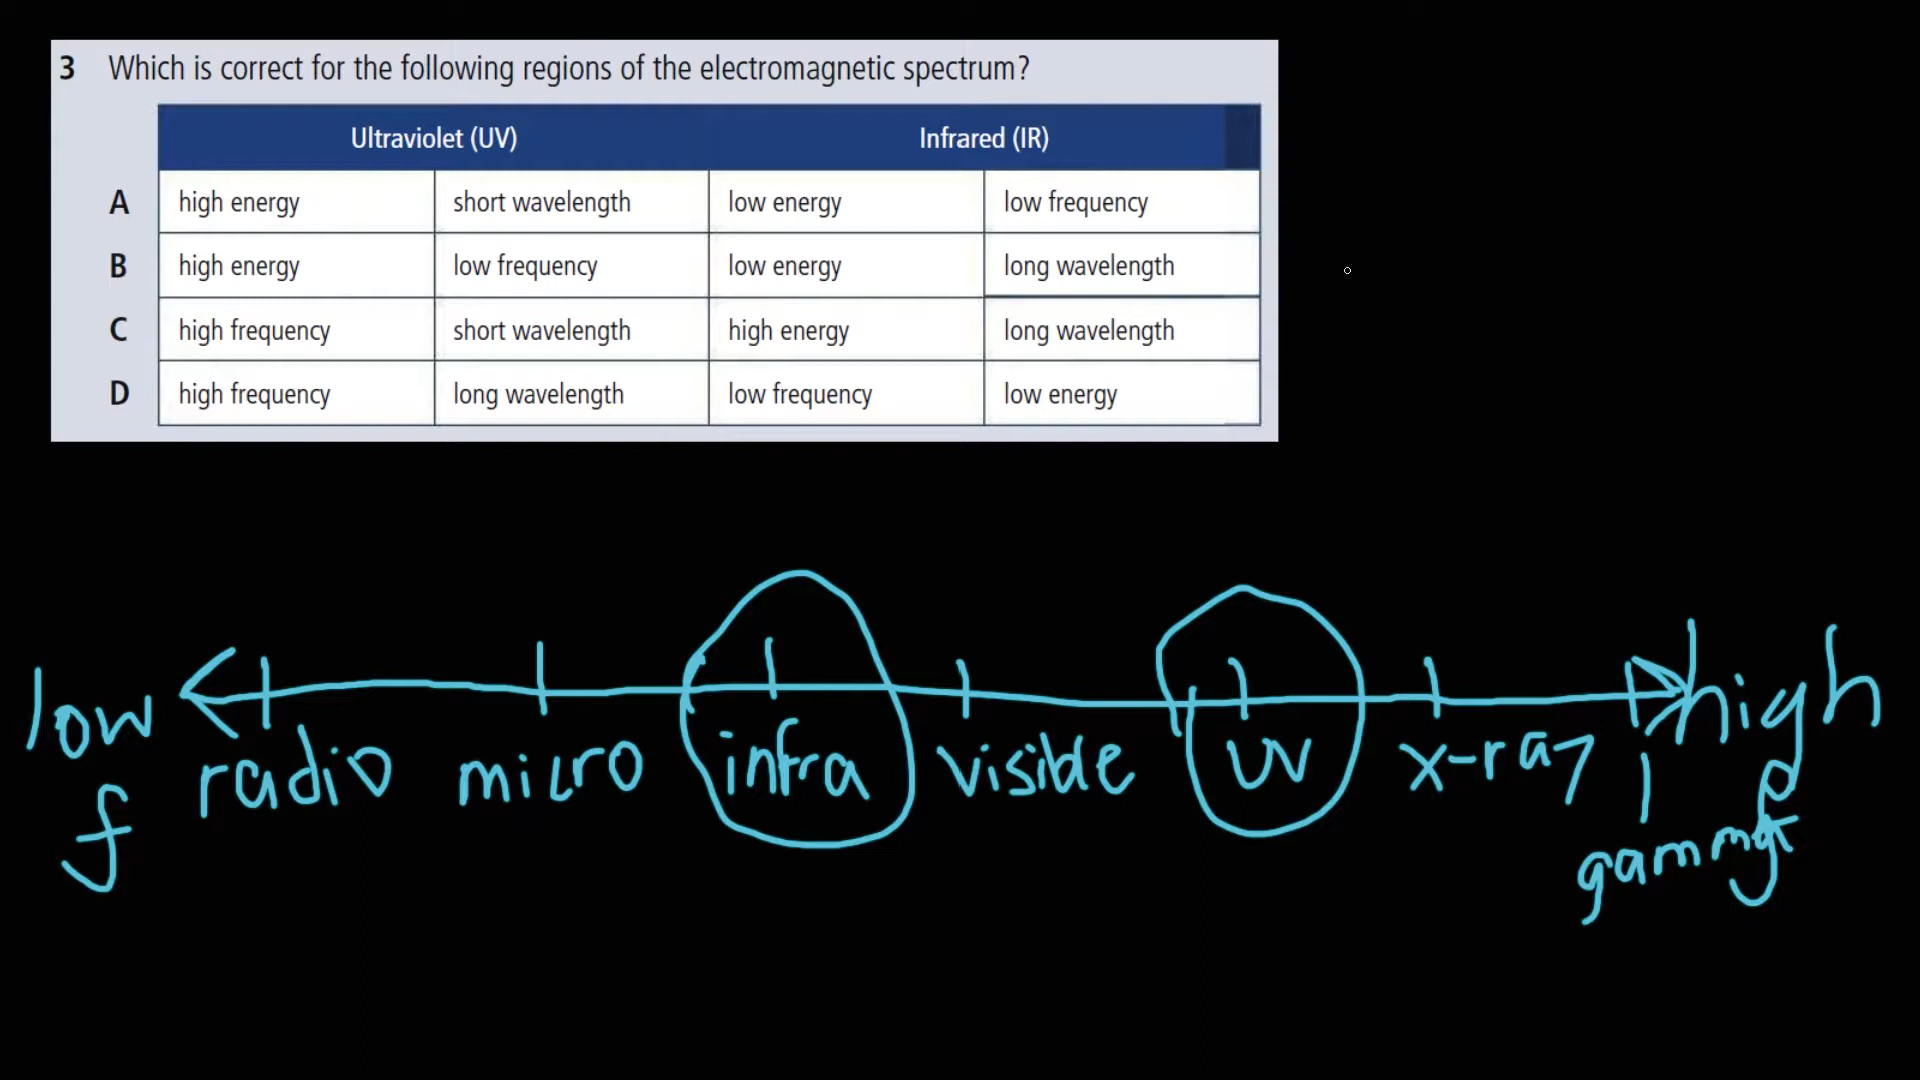 3 Which is correct for the following regions of the electromagnetic spectrum?
Ultraviolet (UV) Infrared (IR)
A high energy short wavelength low energy low frequency
B high energy low frequency low energy long wavelength
C high frequency short wavelength high energy long wavelength
D high frequency long wavelength low frequency low energy
low high
radio micro infra visible UV x-ray
f gamma